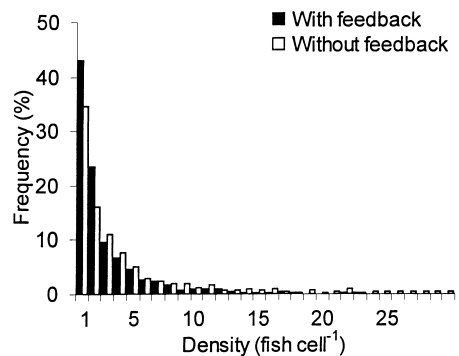 With feedback
Without feedback
Frequency (%)
50
40
30
20
10
0
1 5 10 15 20 25
Density (fish cell-1)